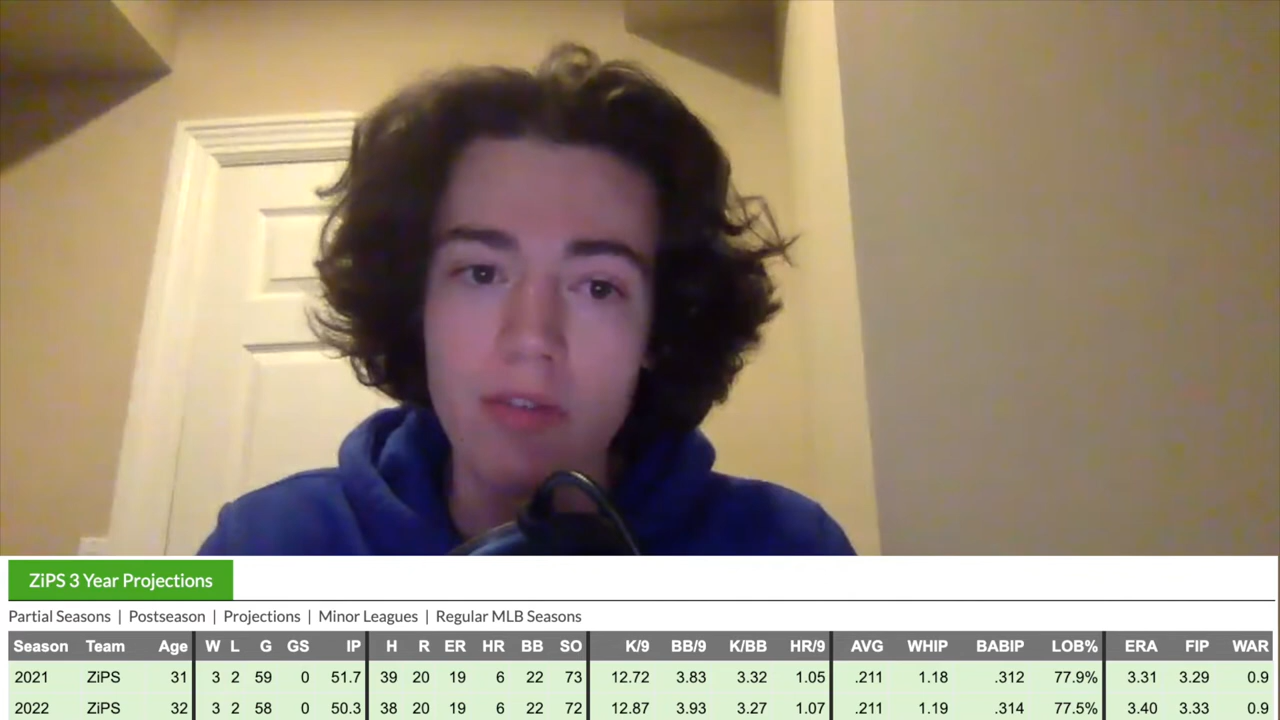 ZiPS 3 Year Projections
Partial Seasons | Postseason | Projections | Minor Leagues | Regular MLB Seasons
Season Team Age W L G GS IP H R ER HR BB SO K/9 BB/9 K/BB HR/9 AVG WHIP BABIP LOB% ERA FIP WAR
2021 ZiPS 31 3 2 59 0 51.7 39 20 19 6 22 73 12.72 3.83 3.32 1.05 .211 1.18 .312 77.9% 3.31 3.29 0.9
2022 ZiPS 32 3 2 58 0 50.3 38 20 19 6 22 72 12.87 3.93 3.27 1.07 .211 1.19 .314 77.5% 3.40 3.33 0.9